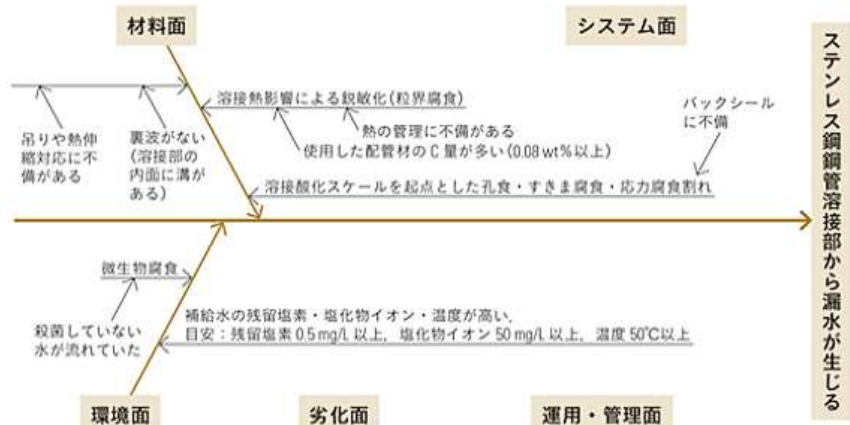 材料面
システム面
溶接熱影響による鋭敏化(粒界腐食)
熱の管理に不備がある
使用した配管材の C 量が多い(0.08 wt%以上)
吊りや熱伸
縮対応に不
備がある
裏波がない
(溶接部の
内面に溝が
ある)
バックシール
に不備
溶接酸化スケールを起点とした孔食・すきま腐食・応力腐食割れ
ステンレス鋼鋼管溶接部から漏水が生じる
微生物腐食
殺菌していない
水が流れていた
補給水の残留塩素・塩化物イオン・温度が高い,
目安:残留塩素 0.5 mg/L 以上, 塩化物イオン 50 mg/L 以上, 温度 50℃以上
環境面
劣化面
運用・管理面